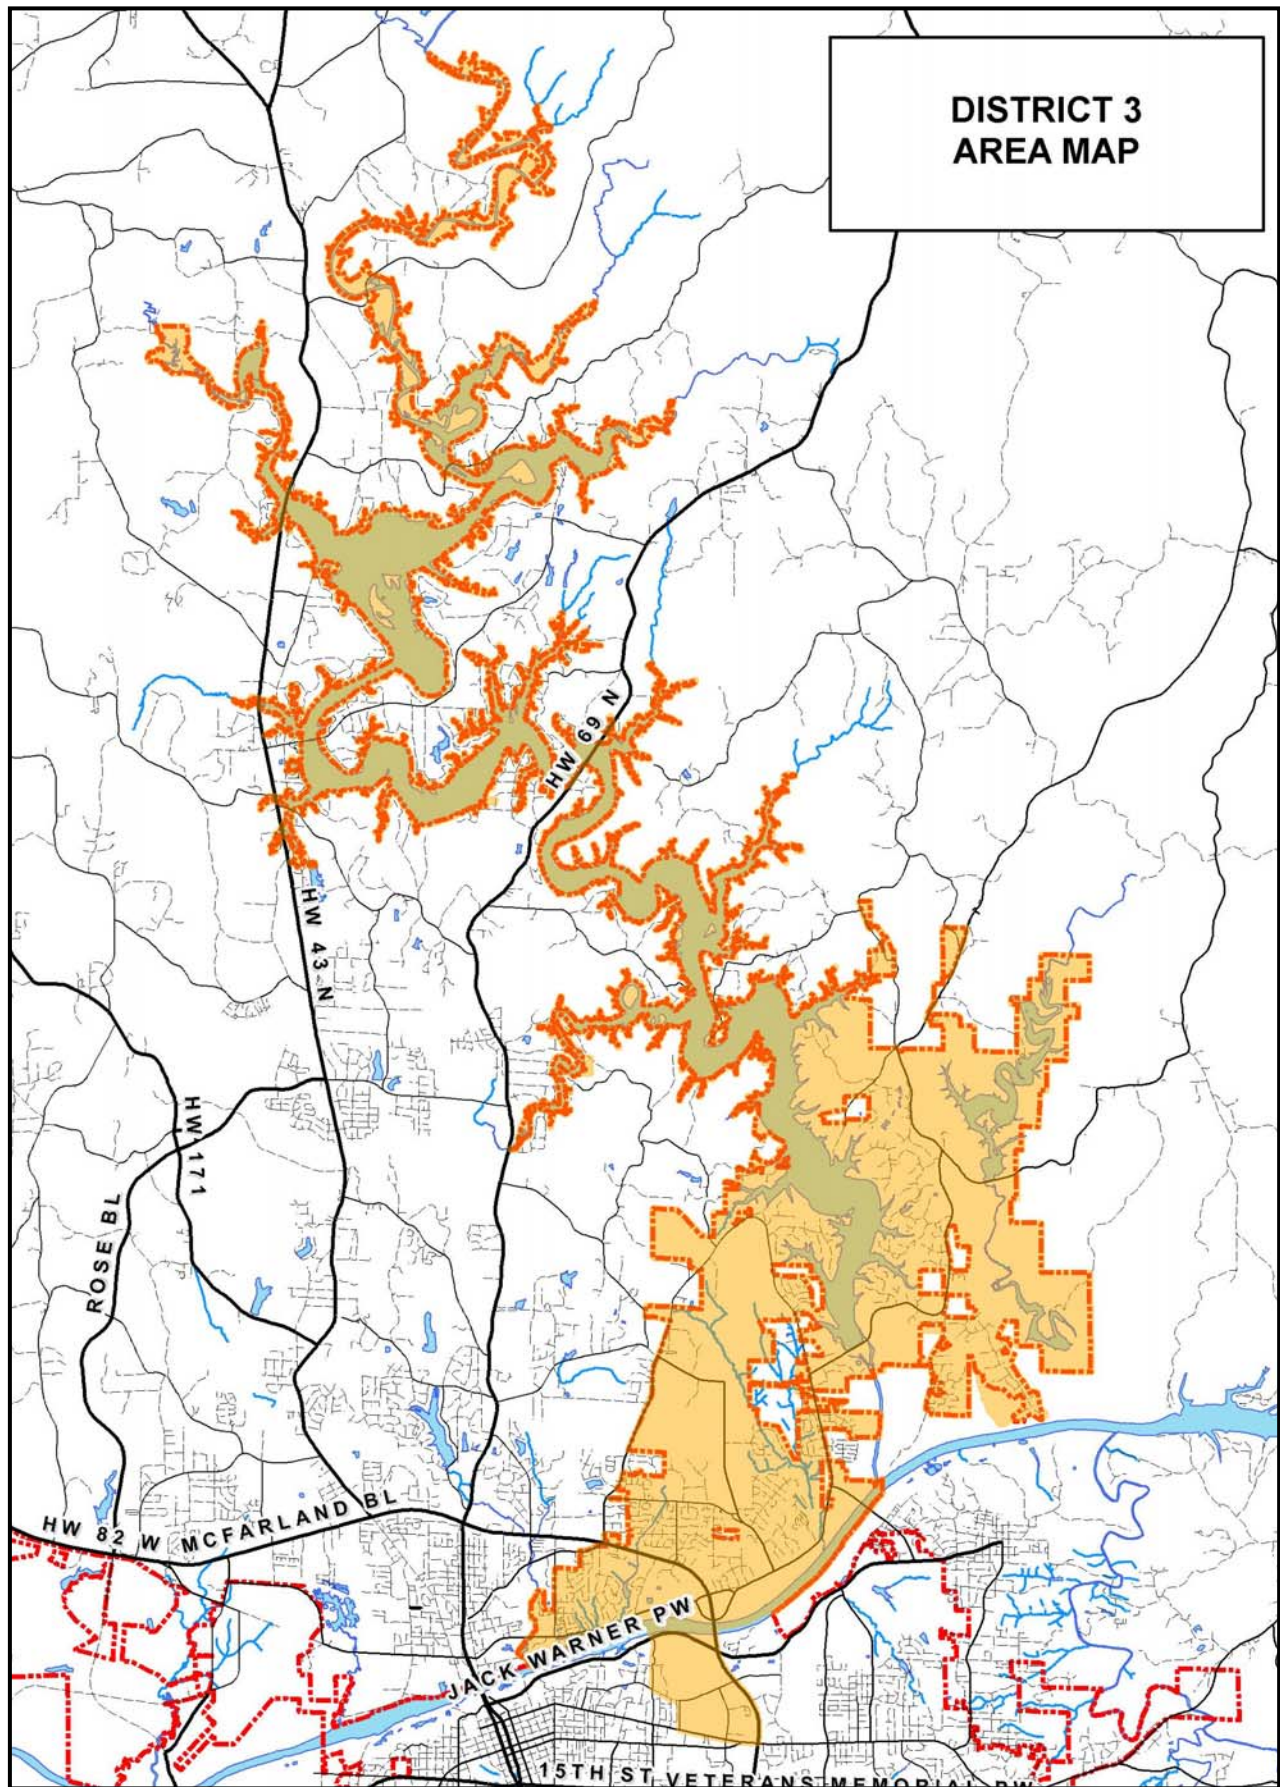 DISTRICT 3
AREA MAP
HW 69 N
HW 43 N
HW 171
ROSE BL
HW 82 W MCFARLAND BL
JACK WARNER PW
15TH ST VETERANS MEMORIAL PW